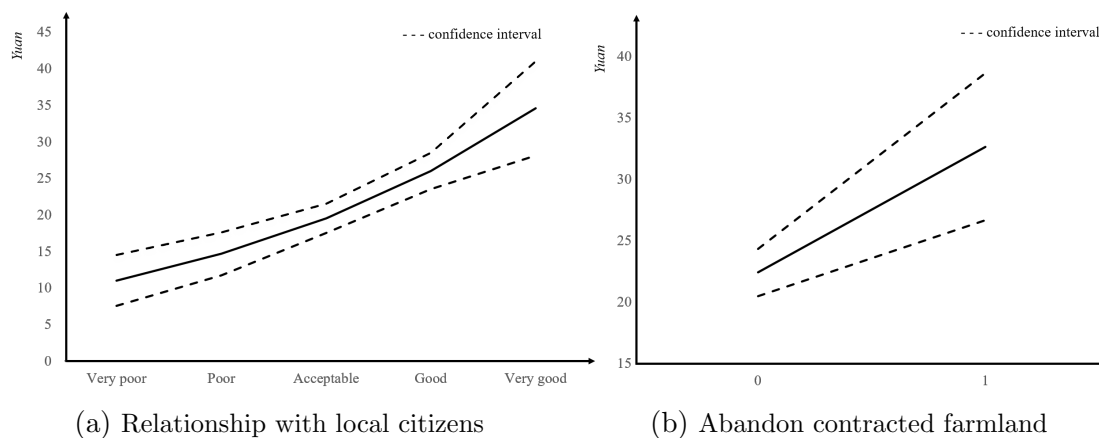 Yuan
45
40
35
30
25
20
15
10
5
0
--- confidence interval
Very poor Poor Acceptable Good Very good
(a) Relationship with local citizens
Yuan
40
35
30
25
20
15
--- confidence interval
0 1
(b) Abandon contracted farmland